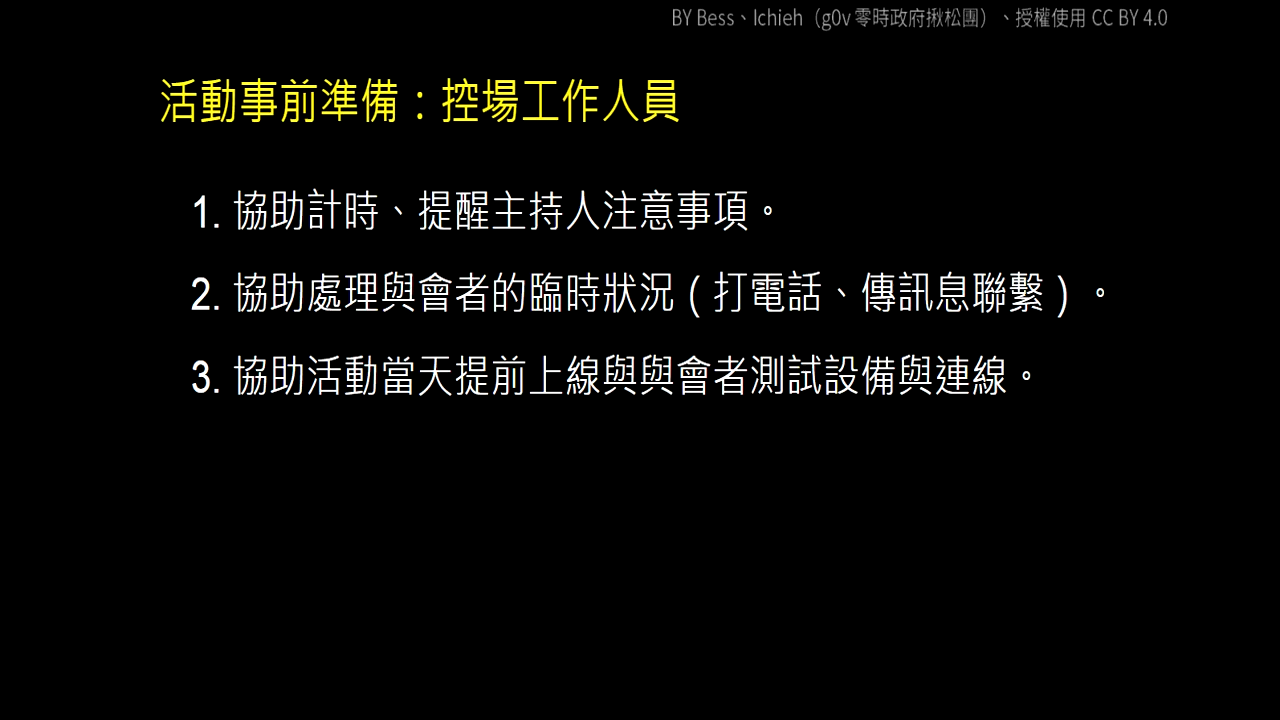 BY Bess、Ichieh（g0v 零時政府揪松團）、授權使用 CC BY 4.0
活動事前準備：控場工作人員
1. 協助計時、提醒主持人注意事項。
2. 協助處理與會者的臨時狀況（打電話、傳訊息聯繫）。
3. 協助活動當天提前上線與與會者測試設備與連線。